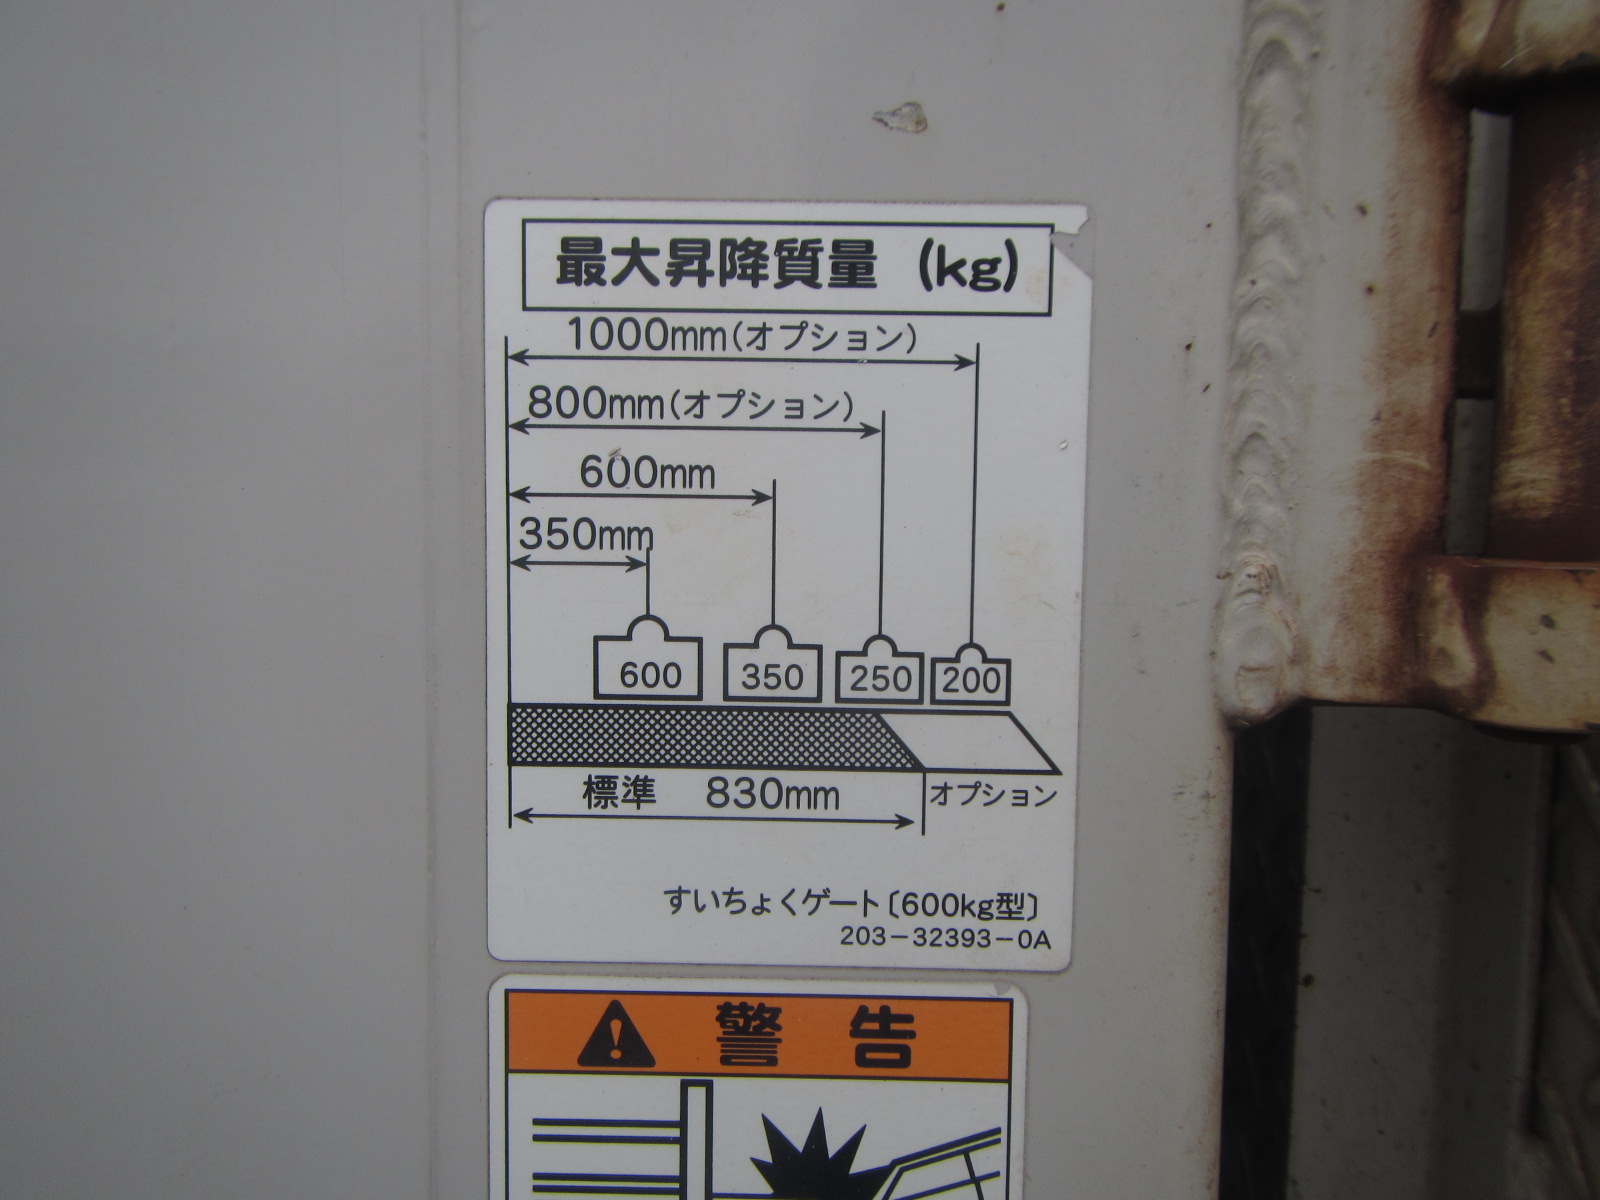 最大昇降質量 (kg)
1000mm(オプション)
800mm(オプション)
600mm
350mm
600 350 250 200
標準 830mm オプション
すいちょくゲート〔600kg型〕
203-32393-0A
警告